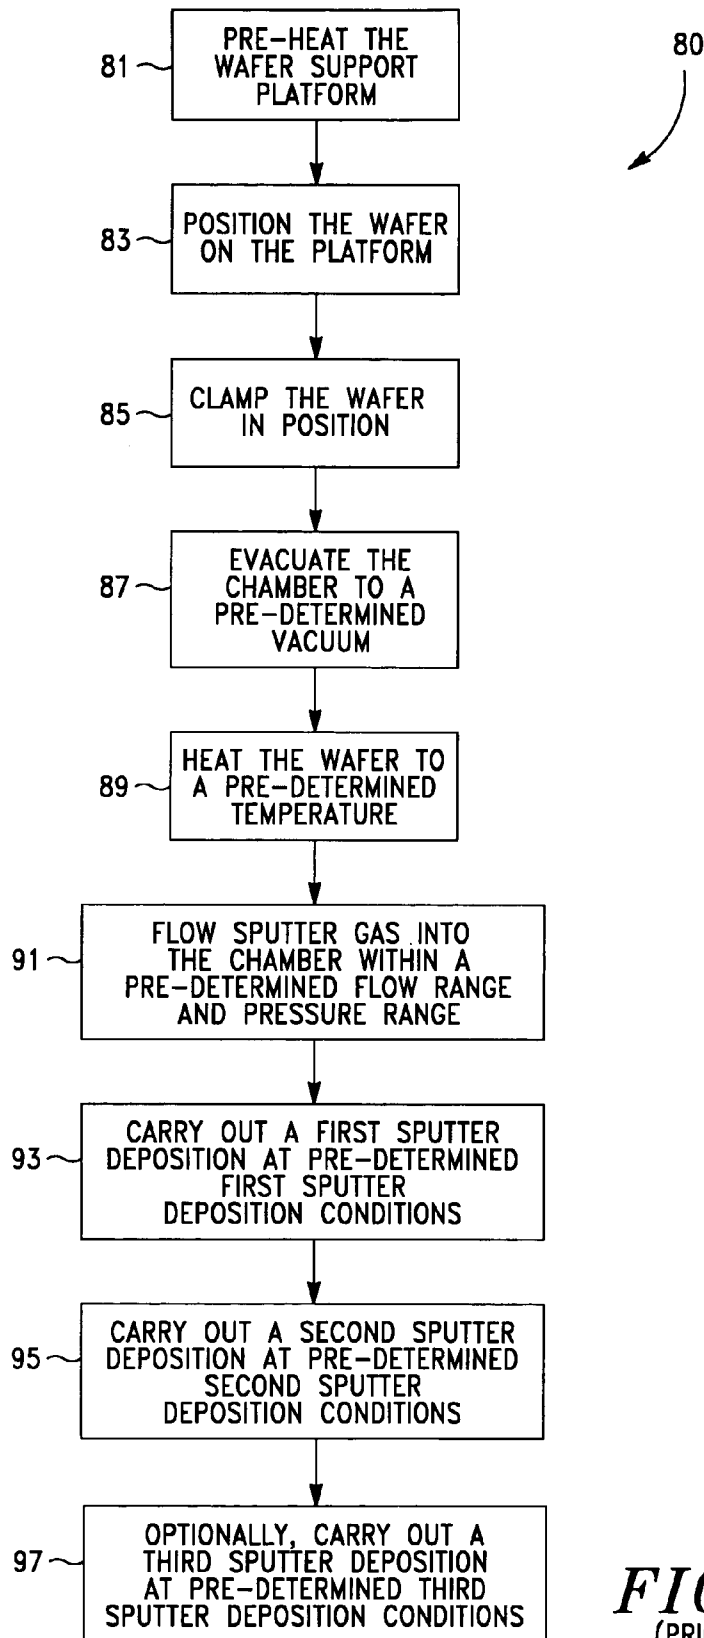 80
81
PRE-HEAT THE
WAFER SUPPORT
PLATFORM
83
POSITION THE WAFER
ON THE PLATFORM
85
CLAMP THE WAFER
IN POSITION
87
EVACUATE THE
CHAMBER TO A
PRE-DETERMINED
VACUUM
89
HEAT THE WAFER TO
A PRE-DETERMINED
TEMPERATURE
91
FLOW SPUTTER GAS INTO
THE CHAMBER WITHIN A
PRE-DETERMINED FLOW RANGE
AND PRESSURE RANGE
93
CARRY OUT A FIRST SPUTTER
DEPOSITION AT PRE-DETERMINED
FIRST SPUTTER
DEPOSITION CONDITIONS
95
CARRY OUT A SECOND SPUTTER
DEPOSITION AT PRE-DETERMINED
SECOND SPUTTER
DEPOSITION CONDITIONS
97
OPTIONALLY, CARRY OUT A
THIRD SPUTTER DEPOSITION
AT PRE-DETERMINED THIRD
SPUTTER DEPOSITION CONDITIONS